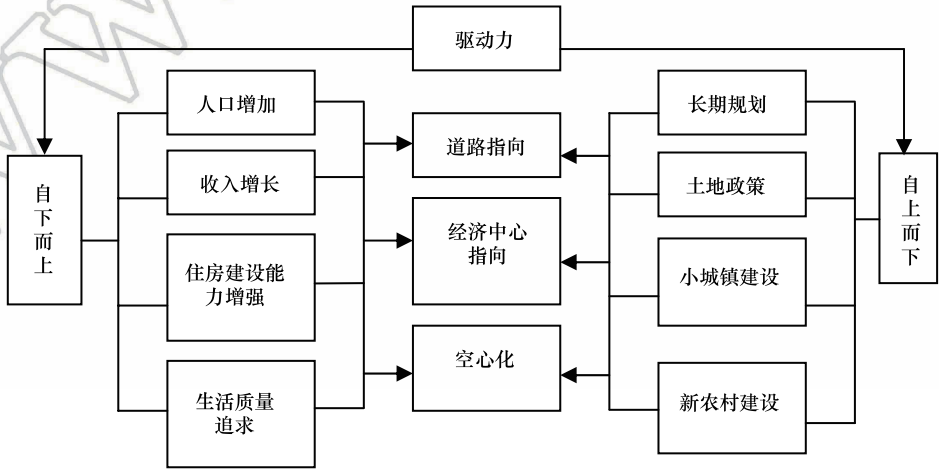 驱动力
自
下
而
上
人口增加
收入增长
住房建设能
力增强
生活质量
追求
道路指向
经济中心
指向
空心化
长期规划
土地政策
小城镇建设
新农村建设
自
上
而
下